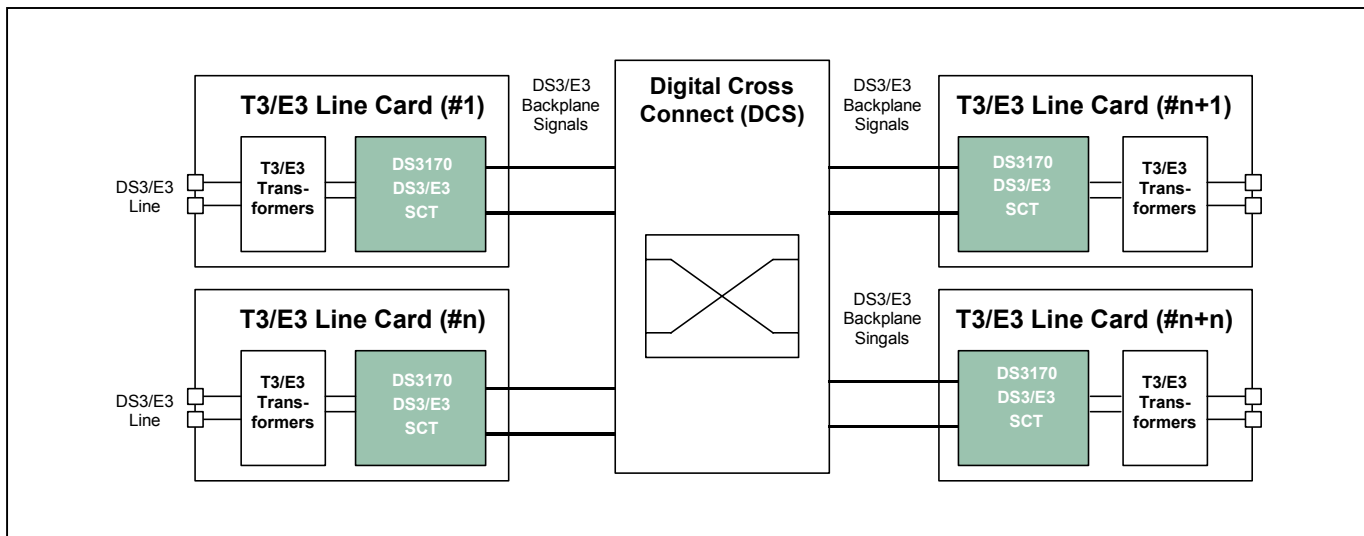 T3/E3 Line Card (#1)
DS3/E3
Line
T3/E3
Trans-
formers
DS3170
DS3/E3
SCT
DS3/E3
Backplane
Signals
Digital Cross
Connect (DCS)
DS3/E3
Backplane
Signals
T3/E3 Line Card (#n+1)
DS3170
DS3/E3
SCT
T3/E3
Trans-
formers
T3/E3 Line Card (#n)
DS3/E3
Line
T3/E3
Trans-
formers
DS3170
DS3/E3
SCT
DS3/E3
Backplane
Singals
T3/E3 Line Card (#n+n)
DS3170
DS3/E3
SCT
T3/E3
Trans-
formers